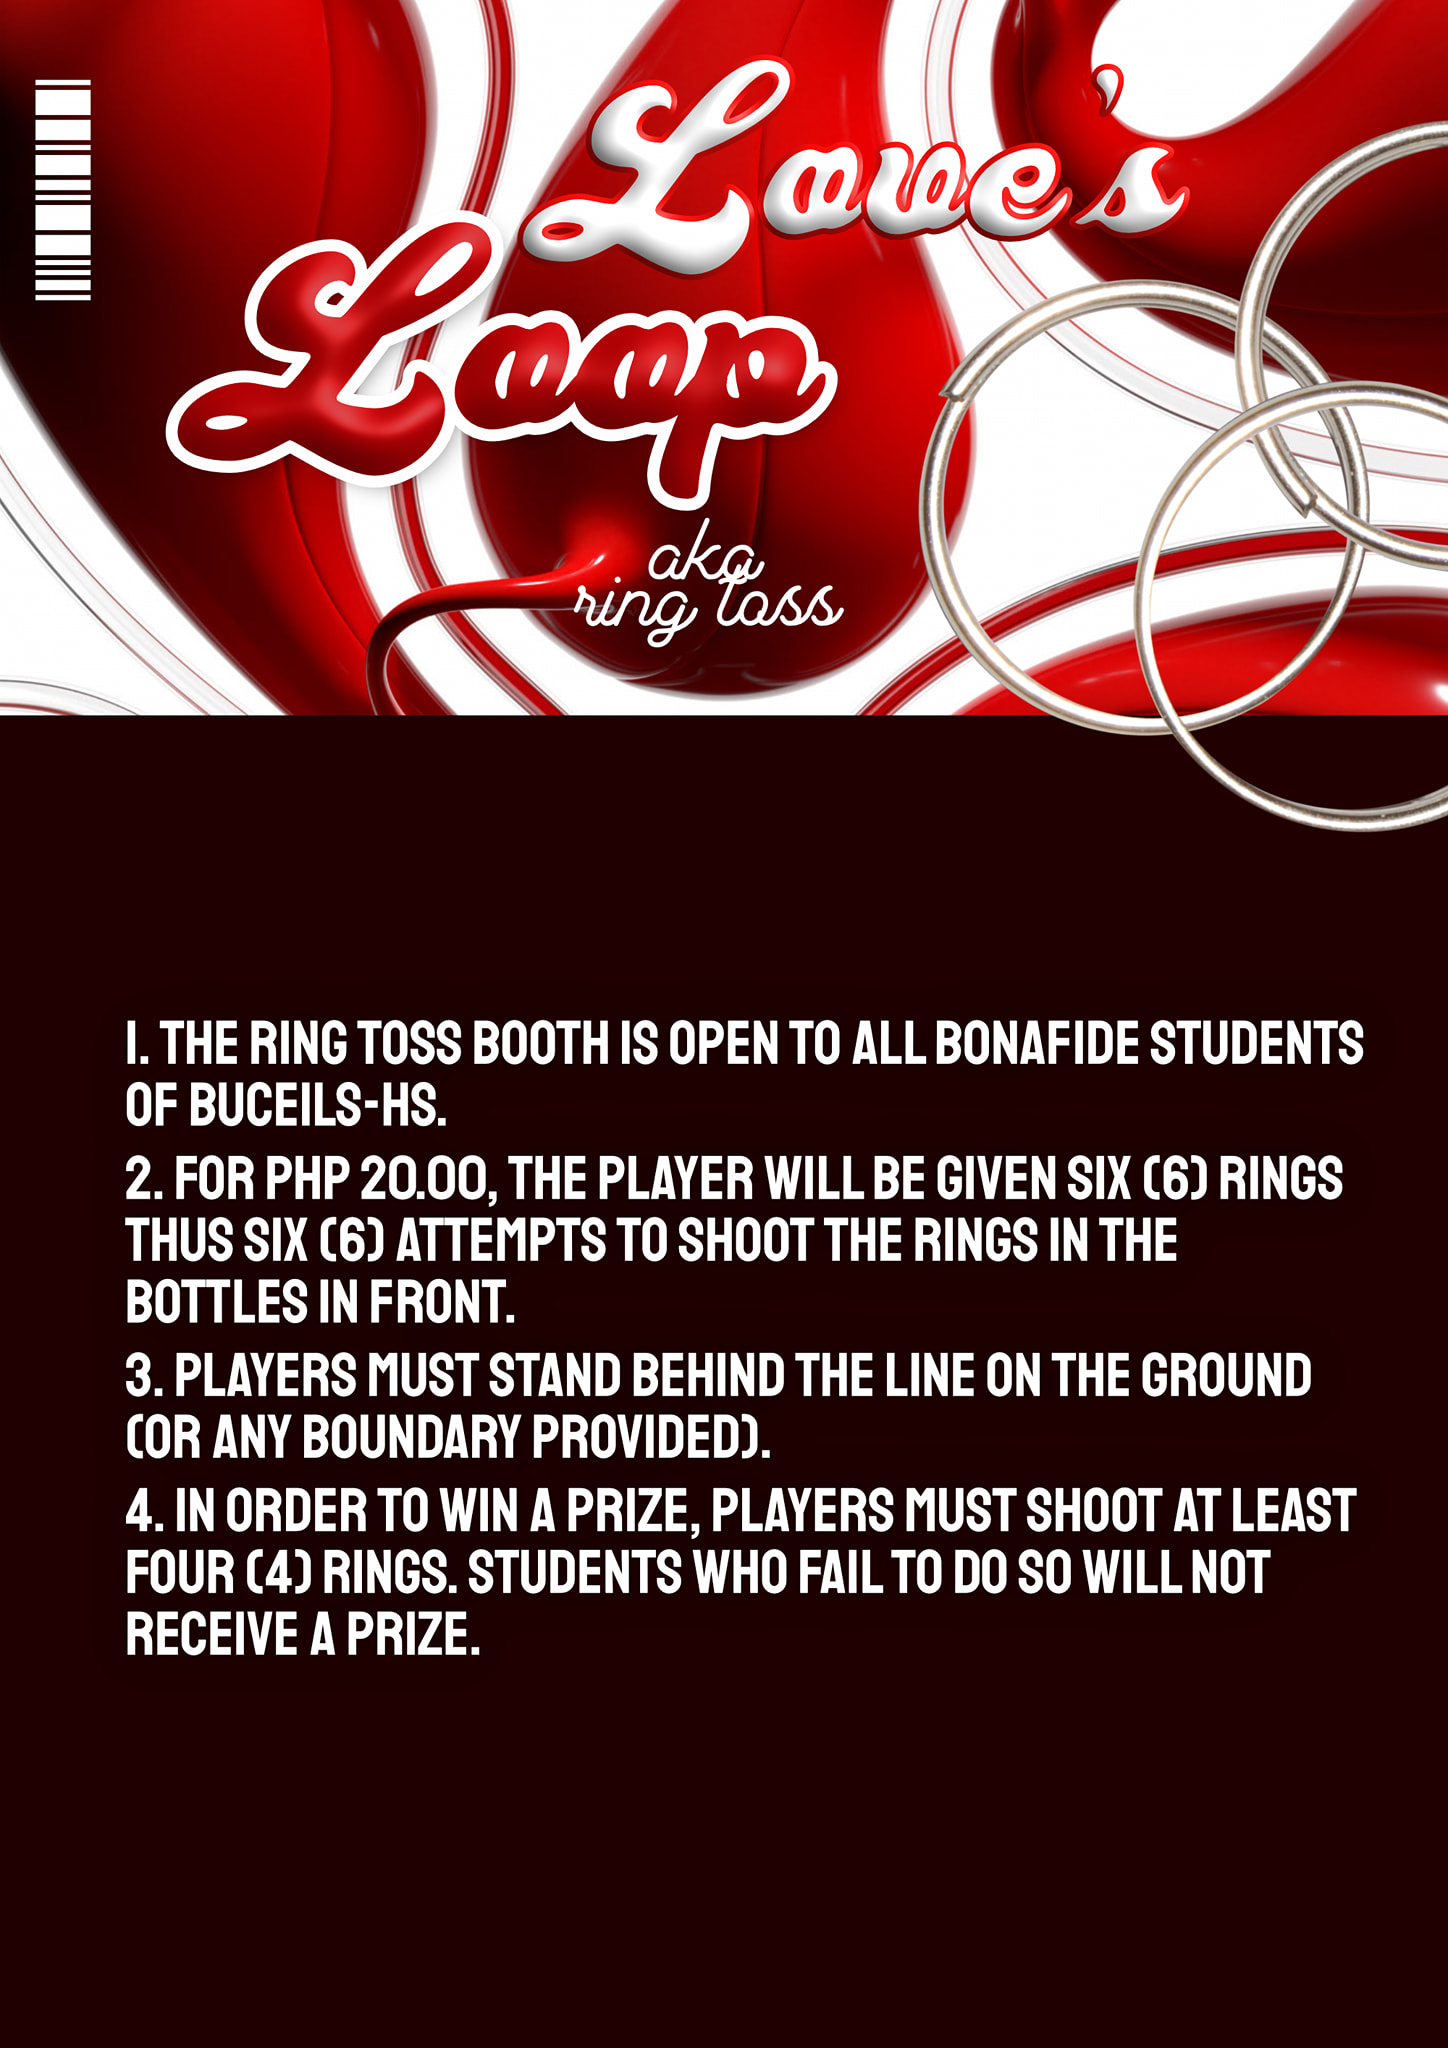 Love's
Loop
aka
ring toss
1. THE RING TOSS BOOTH IS OPEN TO ALL BONAFIDE STUDENTS
OF BUCEILS-HS.
2. FOR PHP 20.00, THE PLAYER WILL BE GIVEN SIX (6) RINGS
THUS SIX (6) ATTEMPTS TO SHOOT THE RINGS IN THE
BOTTLES IN FRONT.
3. PLAYERS MUST STAND BEHIND THE LINE ON THE GROUND
(OR ANY BOUNDARY PROVIDED).
4. IN ORDER TO WIN A PRIZE, PLAYERS MUST SHOOT AT LEAST
FOUR (4) RINGS. STUDENTS WHO FAIL TO DO SO WILL NOT
RECEIVE A PRIZE.